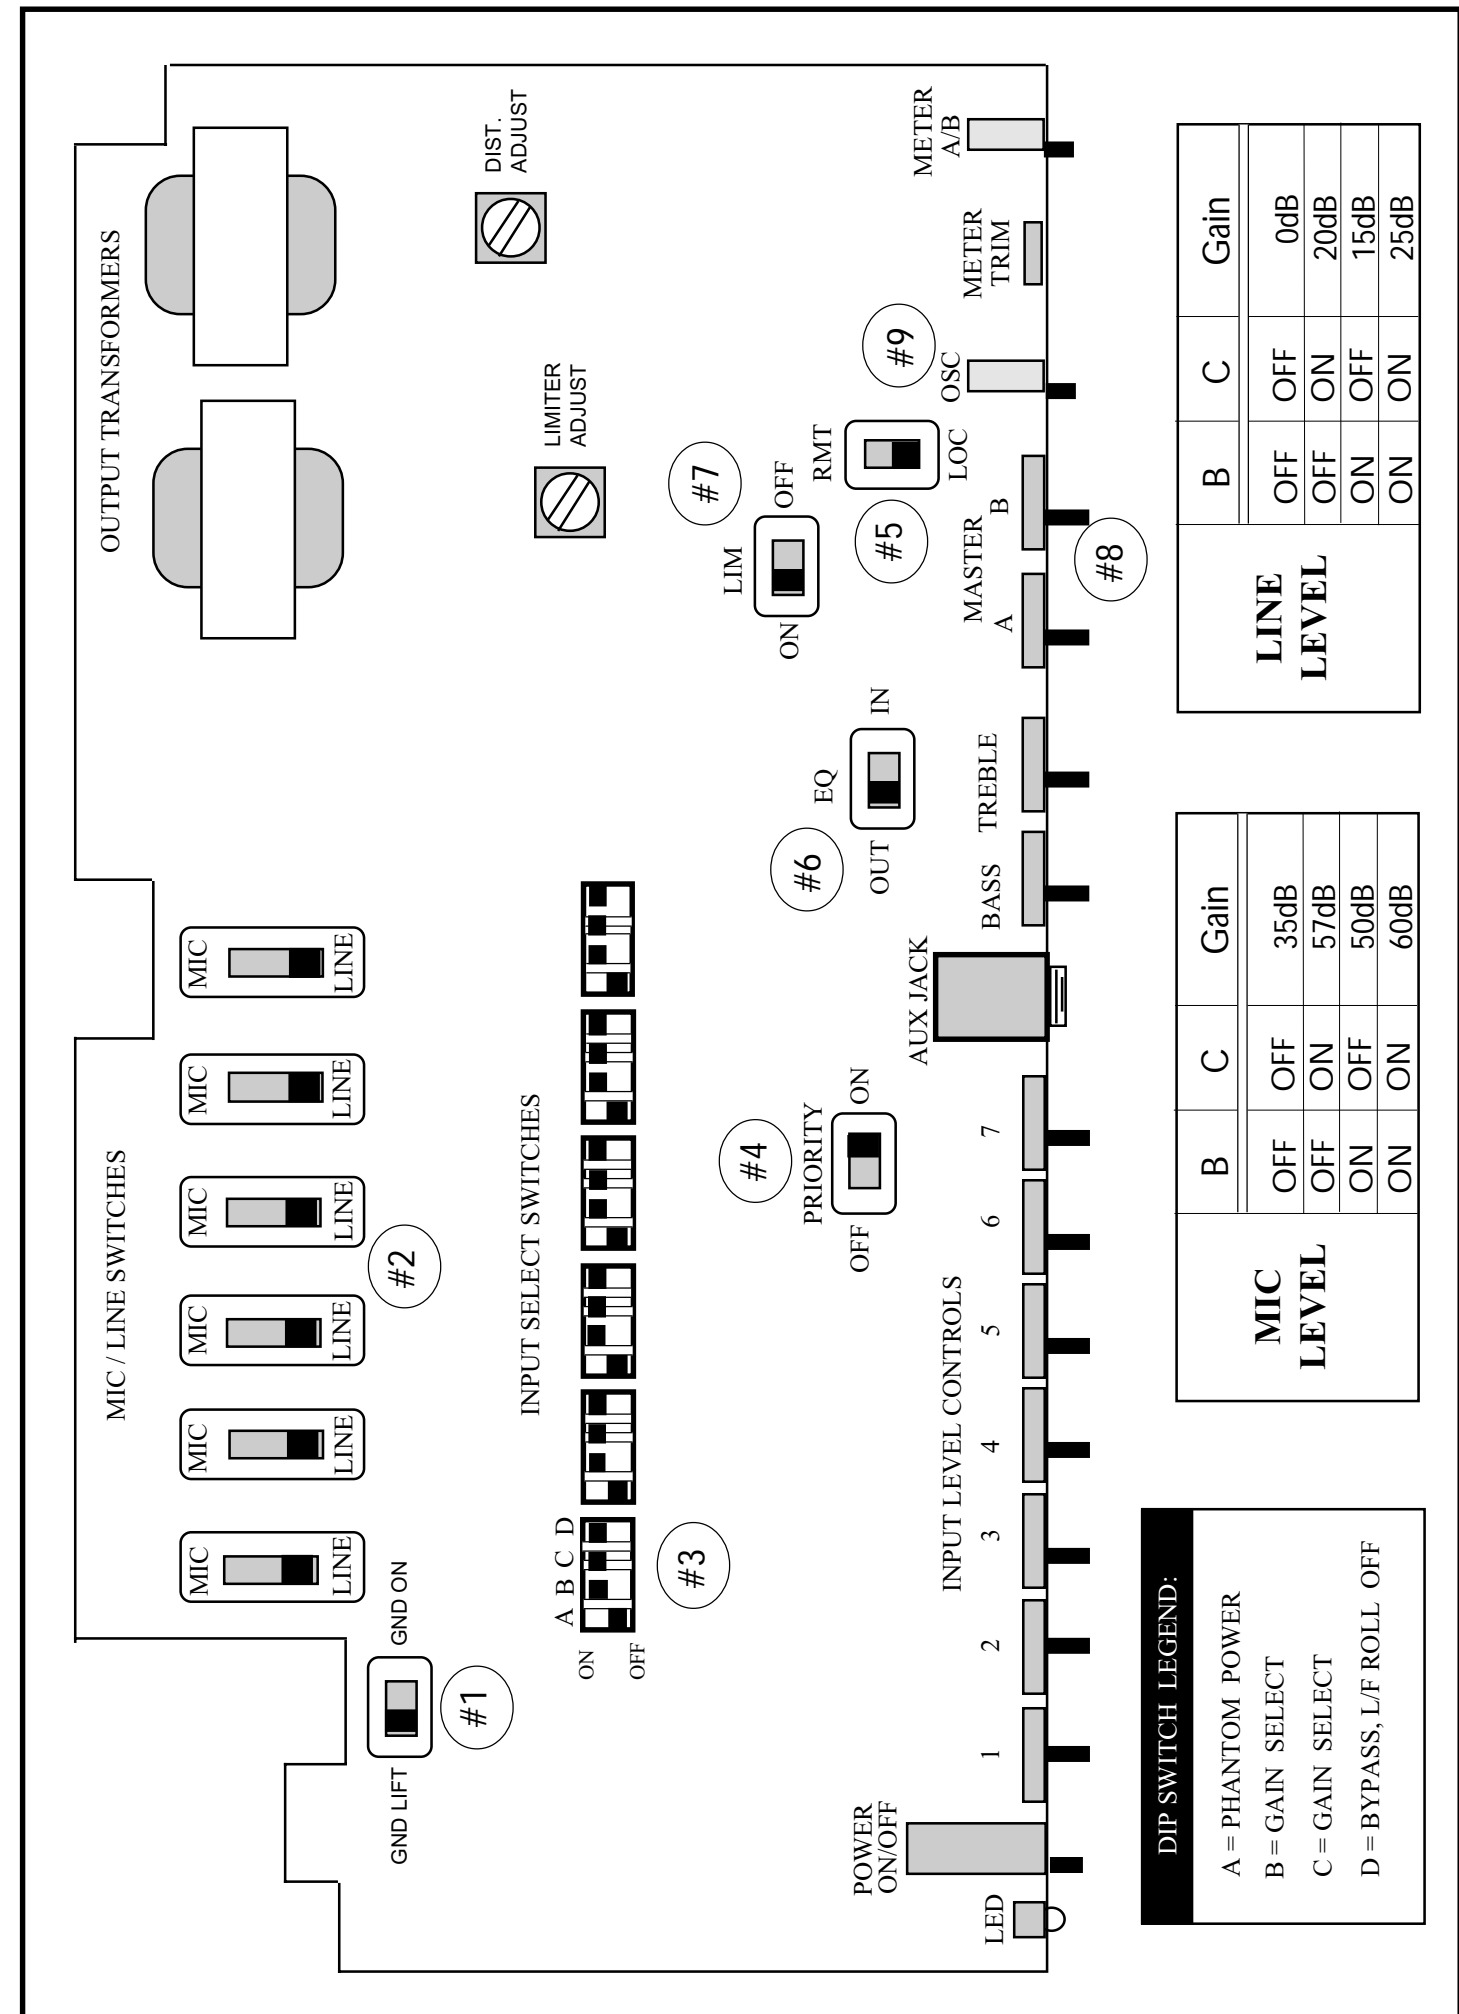 OUTPUT TRANSFORMERS
MIC / LINE SWITCHES
MIC
LINE
MIC
LINE
MIC
LINE
MIC
LINE
MIC
LINE
MIC
LINE
#2
GND LIFT
GND ON
#1
DIST.
ADJUST
LIMITER
ADJUST
INPUT SELECT SWITCHES
A B C D
ON
OFF
#3
#4
PRIORITY
OFF
ON
#6
EQ
OUT
IN
#7
LIM
ON
OFF
#5
RMT
LOC
#9
OSC
METER
TRIM
METER
A/B
POWER
ON/OFF
LED
INPUT LEVEL CONTROLS
1
2
3
4
5
6
7
AUX JACK
BASS
TREBLE
MASTER
A
B
#8
DIP SWITCH LEGEND:
A = PHANTOM POWER
B = GAIN SELECT
C = GAIN SELECT
D = BYPASS, L/F ROLL OFF
MIC
LEVEL
B C Gain
OFF OFF 35dB
OFF ON 57dB
ON OFF 50dB
ON ON 60dB
LINE
LEVEL
B C Gain
OFF OFF 0dB
OFF ON 20dB
ON OFF 15dB
ON ON 25dB